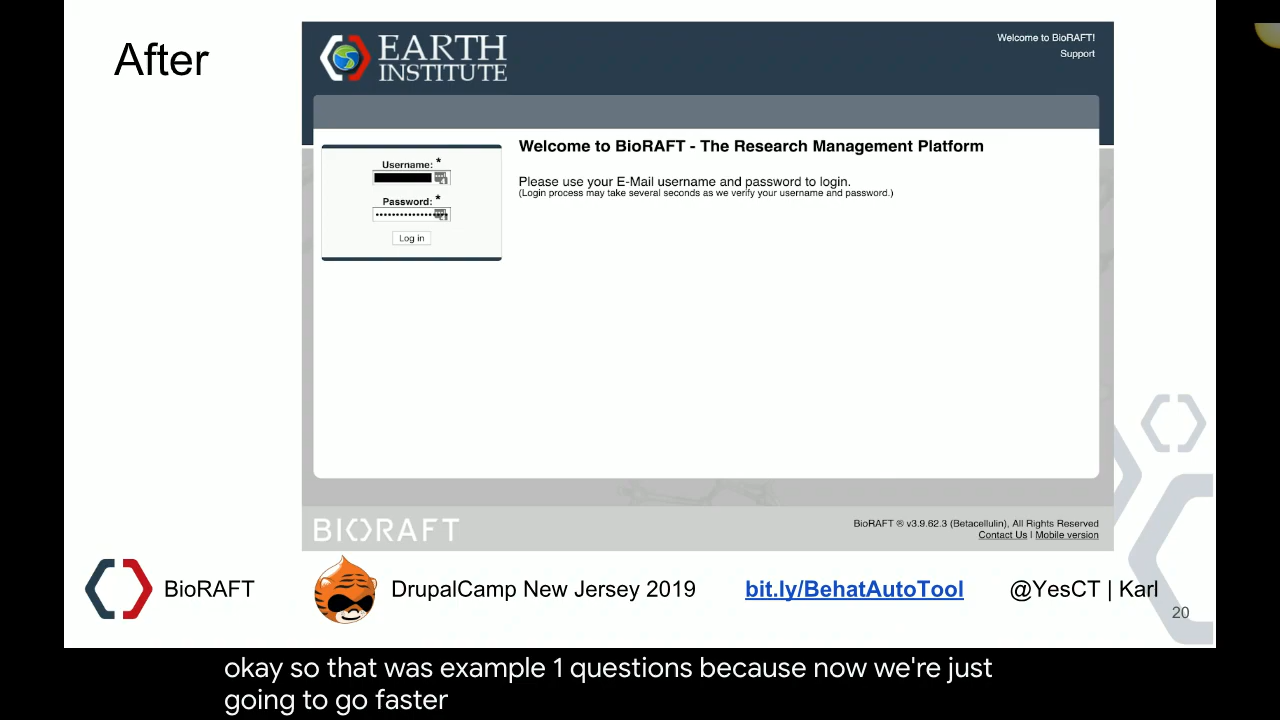 After
EARTH
INSTITUTE
Welcome to BioRAFT!
Support
Username: *
Password: *
Log in
Welcome to BioRAFT - The Research Management Platform
Please use your E-Mail username and password to login.
(Login process may take several seconds as we verify your username and password.)
BIORAFT
BioRAFT ® v3.9.62.3 (Betacellulin), All Rights Reserved
Contact Us | Mobile version
BioRAFT
DrupalCamp New Jersey 2019
bit.ly/BehatAutoTool
@YesCT | Karl
20
okay so that was example 1 questions because now we're just
going to go faster